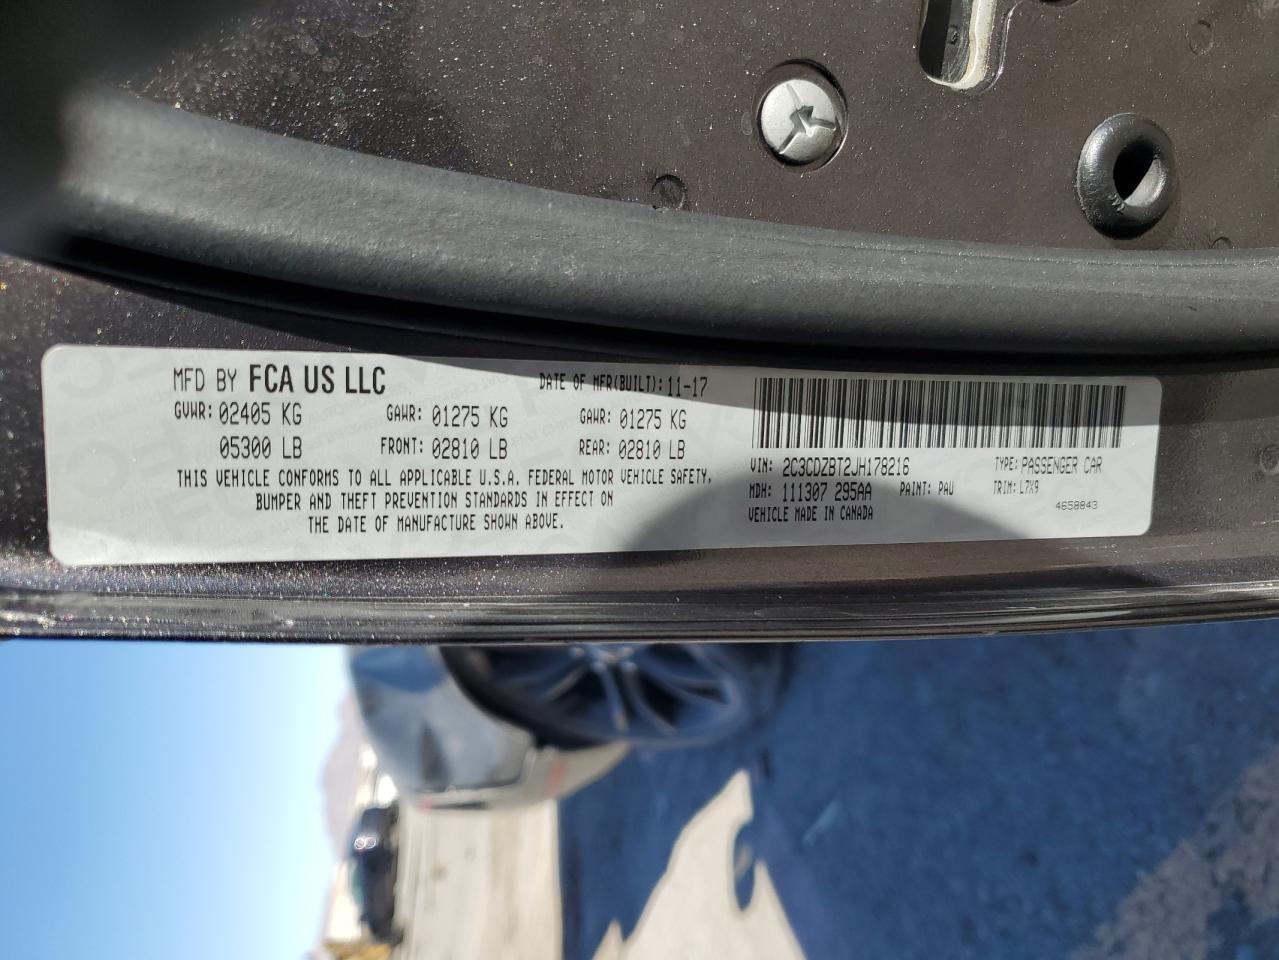 MFD BY FCA US LLC DATE OF MFR(BUILT): 11-17
GVWR: 02405 KG GAWR: 01275 KG GAWR: 01275 KG
05300 LB FRONT: 02810 LB REAR: 02810 LB
THIS VEHICLE CONFORMS TO ALL APPLICABLE U.S.A. FEDERAL MOTOR VEHICLE SAFETY,
BUMPER AND THEFT PREVENTION STANDARDS IN EFFECT ON
THE DATE OF MANUFACTURE SHOWN ABOVE.
VIN: 2C3CDZBT2JH178216 TYPE: PASSENGER CAR
MDH: 111307 295AA PAINT: PAU TRIM: L7X9
VEHICLE MADE IN CANADA 4658843